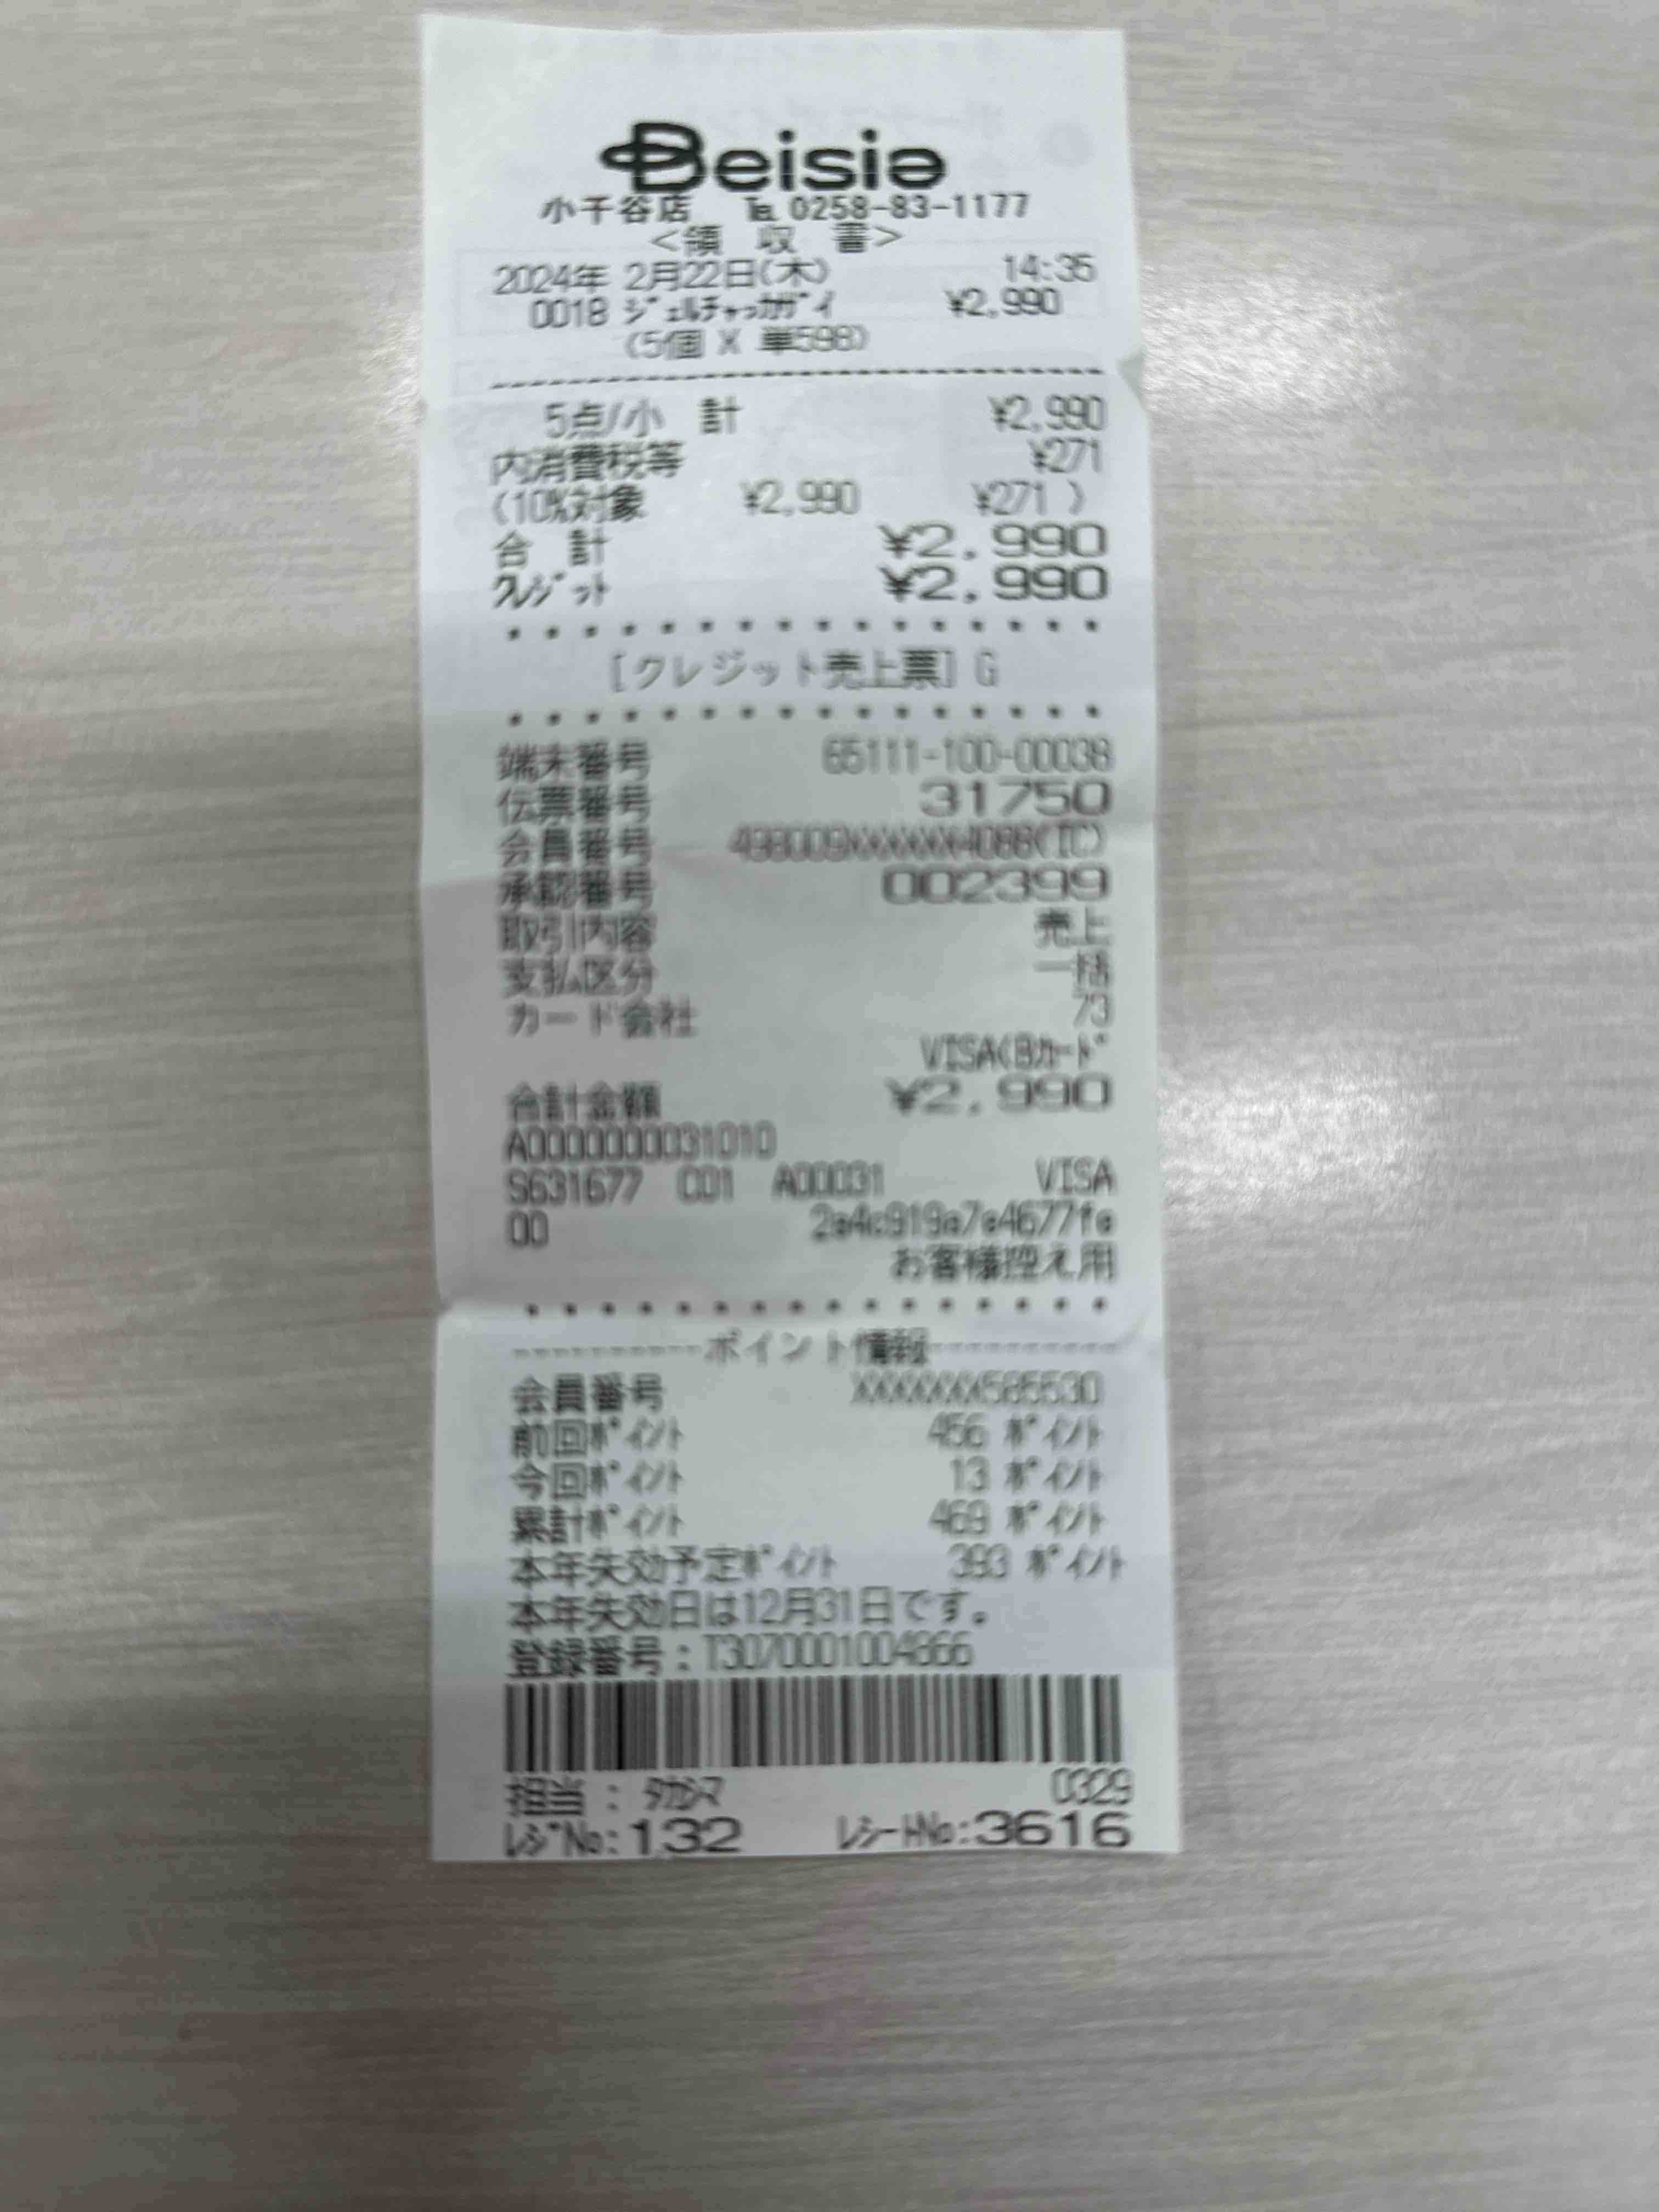 Beisia
小千谷店 ℡ 0258-83-1177
<領 収 書>
2024年 2月22日(木) 14:35
0018 ｼﾞｪﾙﾁｬｯｶｻﾞｲ ¥2,990
(5個 X 単598)
5点/小 計 ¥2,990
内消費税等 ¥271
(10%対象 ¥2,990 ¥271 )
合 計 ¥2,990
ｸﾚｼﾞｯﾄ ¥2,990
[クレジット売上票] G
端末番号 65111-100-00038
伝票番号 31750
会員番号 498009XXXXXX4088(IC)
承認番号 002399
取引内容 売上
支払区分 一括
カード会社 73
VISA(Bｶｰﾄﾞ
合計金額 ¥2,990
A0000000031010
S631677 C01 A00031 VISA
00 2a4c919a7e4677fe
お客様控え用
----------ポイント情報----------
会員番号 XXXXXXX585530
前回ﾎﾟｲﾝﾄ 456 ﾎﾟｲﾝﾄ
今回ﾎﾟｲﾝﾄ 13 ﾎﾟｲﾝﾄ
累計ﾎﾟｲﾝﾄ 469 ﾎﾟｲﾝﾄ
本年失効予定ﾎﾟｲﾝﾄ 393 ﾎﾟｲﾝﾄ
本年失効日は12月31日です。
登録番号：T3070001004866
担当 : ﾀｶｼﾏ 0329
ﾚｼﾞNo:132 ﾚｼｰﾄNo:3616